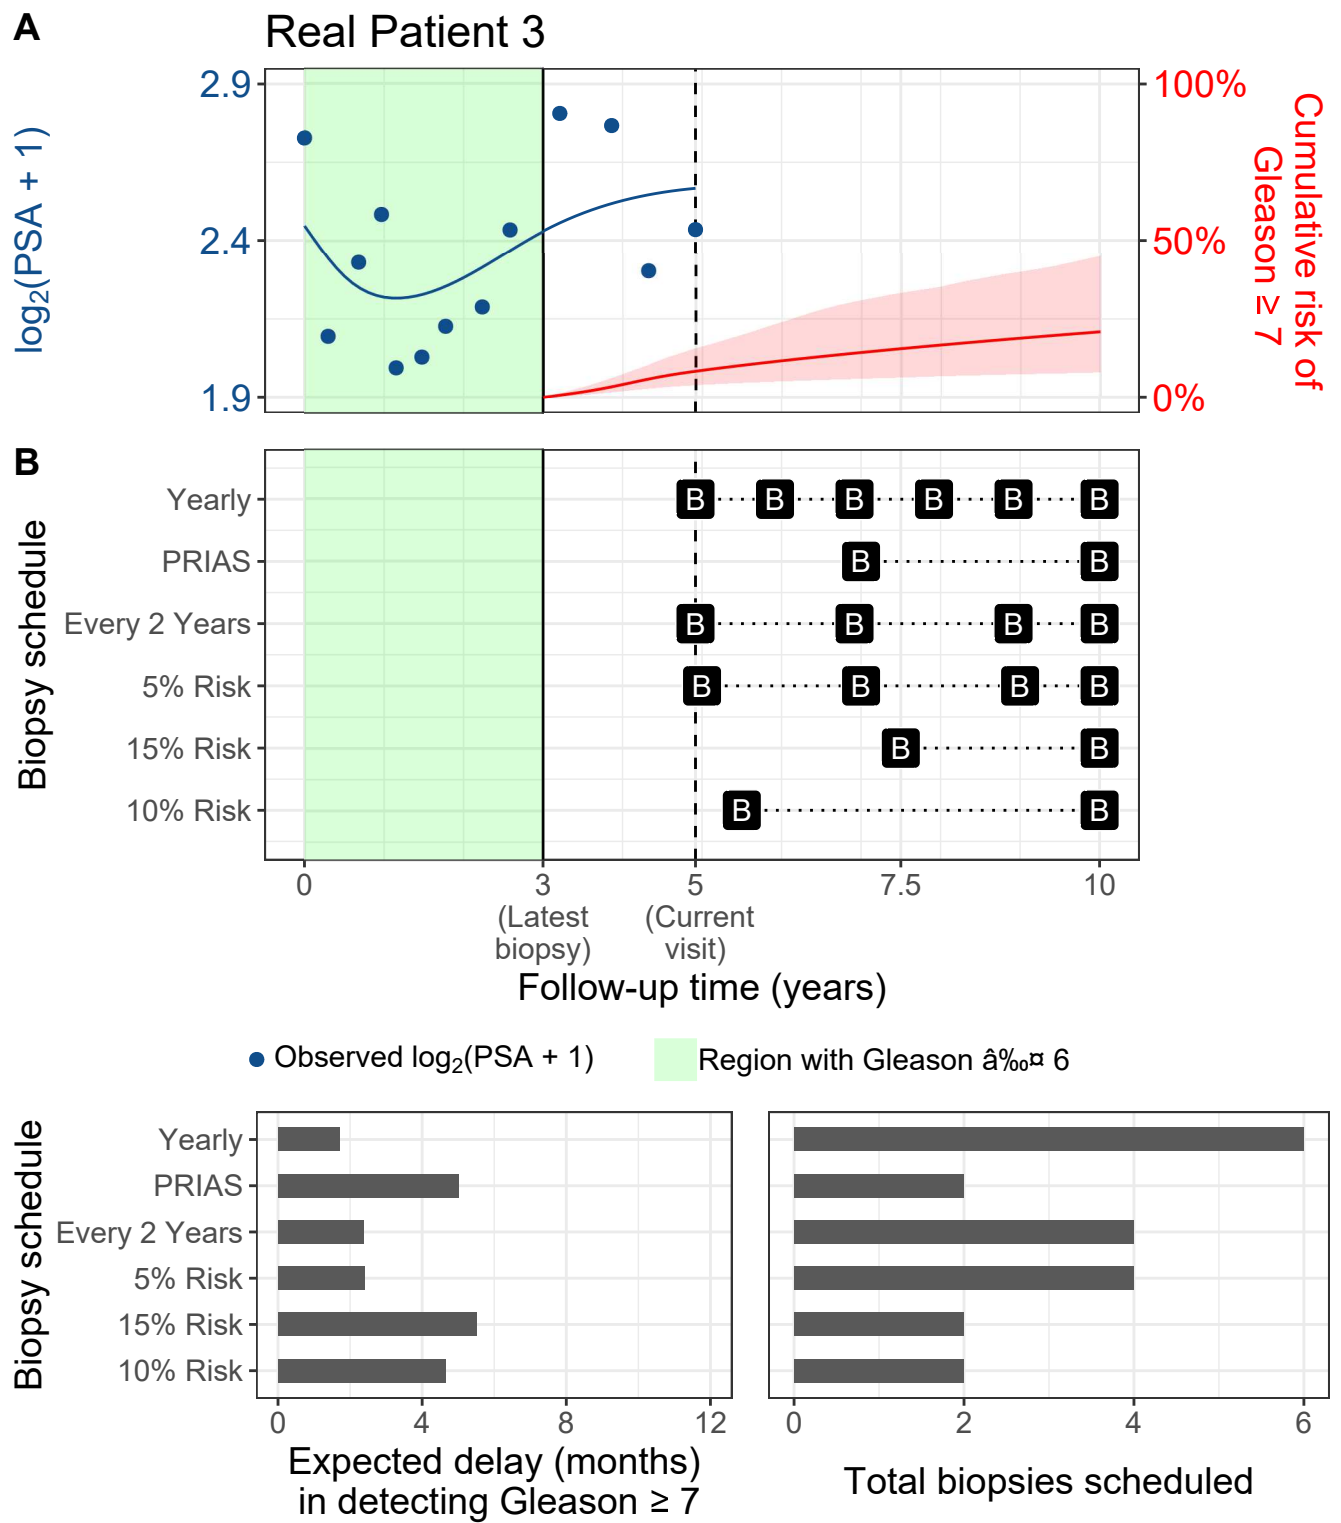 A
Real Patient 3
2.9
2.4
1.9
log₂(PSA + 1)
100%
50%
0%
Cumulative risk of
Gleason ≥ 7
B
Biopsy schedule
Yearly
B B B B B B
PRIAS
B B
Every 2 Years
B B B B
5% Risk
B B B B
15% Risk
B B
10% Risk
B B
0 3 5 7.5 10
(Latest (Current
biopsy) visit)
Follow-up time (years)
Observed log₂(PSA + 1)
Region with Gleason â‰¤ 6
Biopsy schedule
Yearly
PRIAS
Every 2 Years
5% Risk
15% Risk
10% Risk
0 4 8 12
Expected delay (months)
in detecting Gleason ≥ 7
0 2 4 6
Total biopsies scheduled